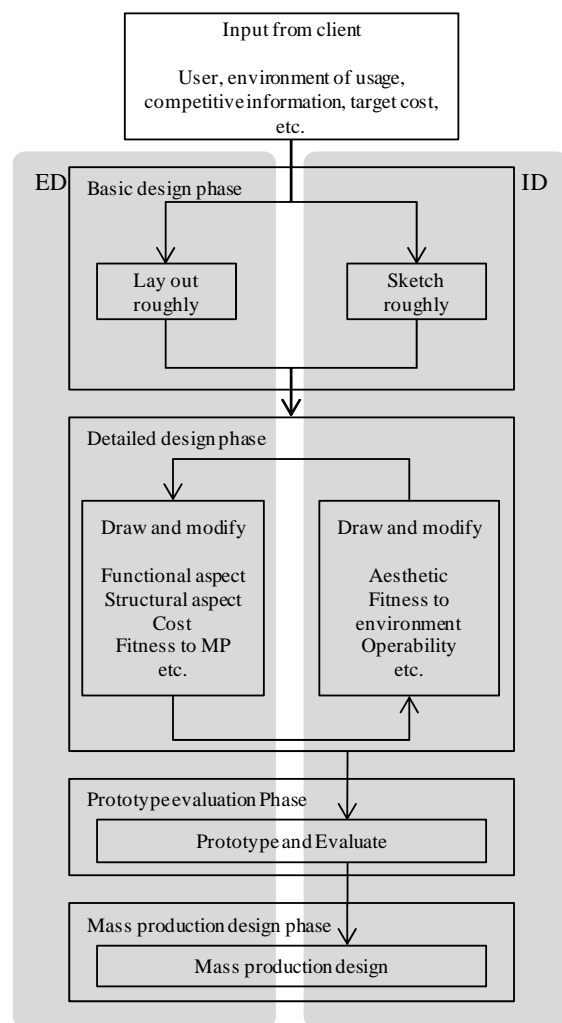 Input from client
User, environment of usage,
competitive information, target cost,
etc.
ED
ID
Basic design phase
Lay out
roughly
Sketch
roughly
Detailed design phase
Draw and modify
Functional aspect
Structural aspect
Cost
Fitness to MP
etc.
Draw and modify
Aesthetic
Fitness to
environment
Operability
etc.
Prototype evaluation Phase
Prototype and Evaluate
Mass production design phase
Mass production design